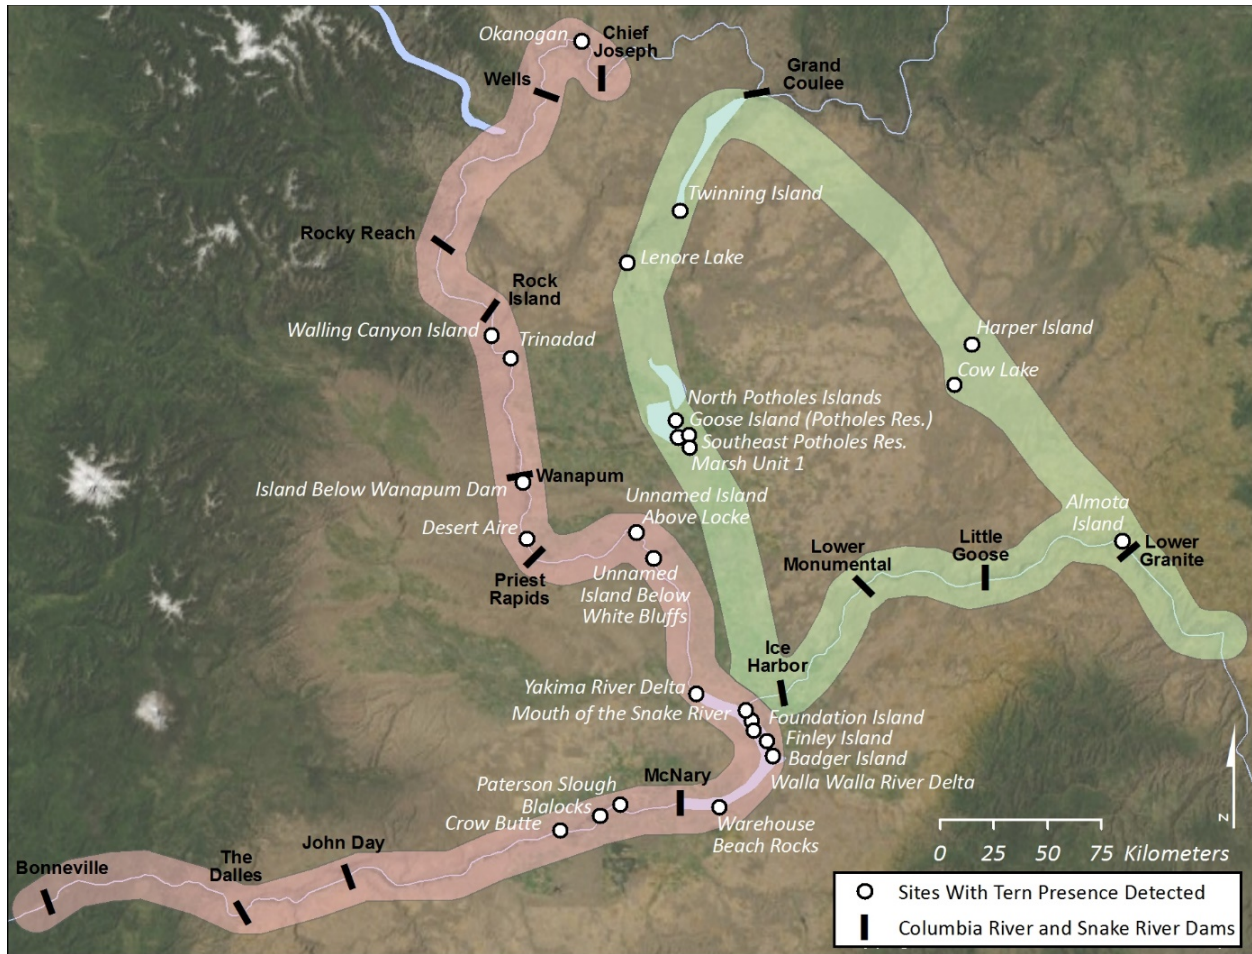 Okanogan
Chief
Joseph
Wells
Grand
Coulee
Twinning Island
Rocky Reach
Lenore Lake
Rock
Island
Walling Canyon Island
Trinadad
Harper Island
Cow Lake
North Potholes Islands
Goose Island (Potholes Res.)
Southeast Potholes Res.
Marsh Unit 1
Wanapum
Island Below Wanapum Dam
Unnamed Island
Above Locke
Desert Aire
Almota
Island
Lower
Granite
Little
Goose
Lower
Monumental
Priest
Rapids
Unnamed
Island Below
White Bluffs
Ice
Harbor
Yakima River Delta
Mouth of the Snake River
Foundation Island
Finley Island
Badger Island
Walla Walla River Delta
McNary
Paterson Slough
Blalocks
Crow Butte
Warehouse
Beach Rocks
John Day
The
Dalles
Bonneville
N
0 25 50 75 Kilometers
Sites With Tern Presence Detected
Columbia River and Snake River Dams